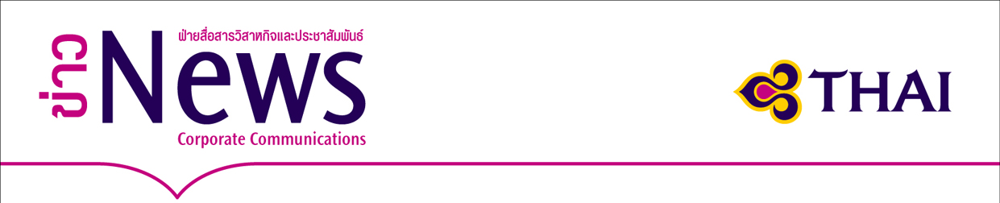 ข่าว
ฝ่ายสื่อสารวิสาหกิจและประชาสัมพันธ์
News
Corporate Communications
THAI